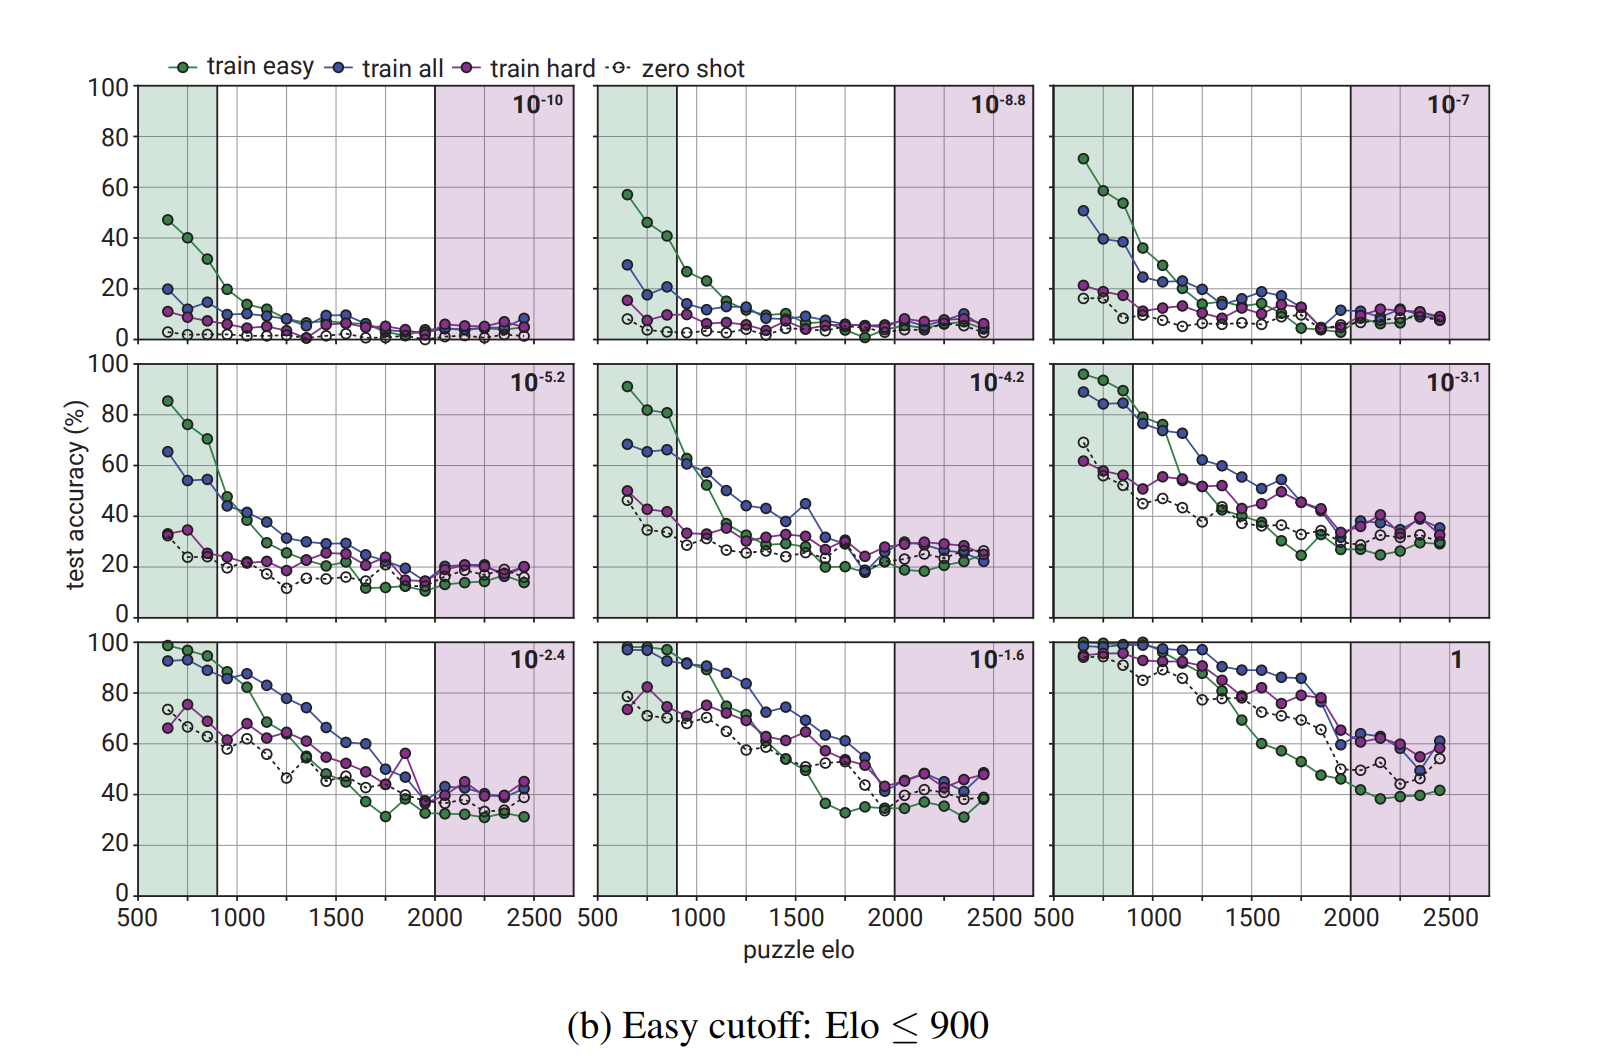 train easy train all train hard zero shot
100 10^-10 10^-8.8 10^-7
80
60
40
20
0
100 10^-5.2 10^-4.2 10^-3.1
80
60
40
20
0
test accuracy (%)
100 10^-2.4 10^-1.6 1
80
60
40
20
0
500 1000 1500 2000 2500 500 1000 1500 2000 2500 500 1000 1500 2000 2500
puzzle elo
(b) Easy cutoff: Elo ≤ 900